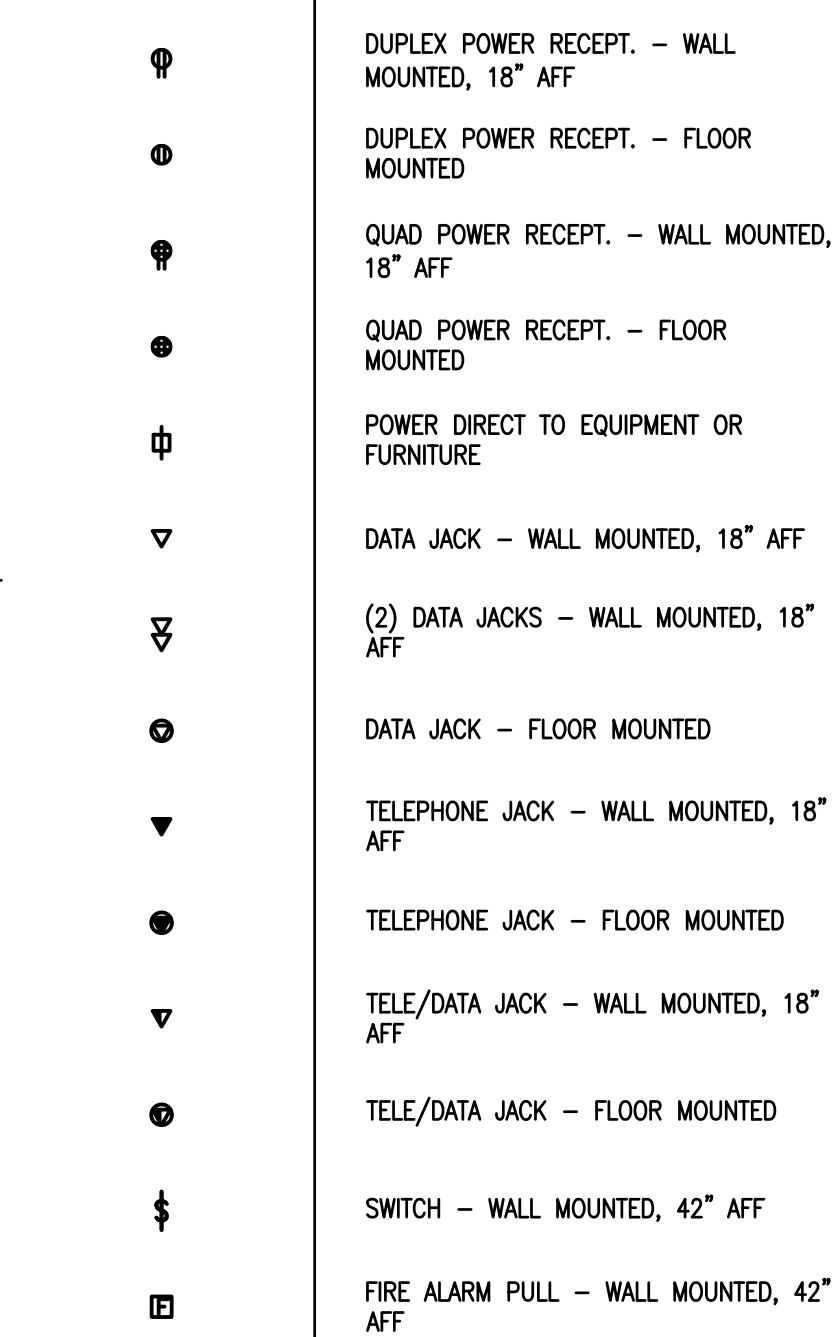 DUPLEX POWER RECEPT. – WALL
MOUNTED, 18” AFF
DUPLEX POWER RECEPT. – FLOOR
MOUNTED
QUAD POWER RECEPT. – WALL MOUNTED,
18” AFF
QUAD POWER RECEPT. – FLOOR
MOUNTED
POWER DIRECT TO EQUIPMENT OR
FURNITURE
DATA JACK – WALL MOUNTED, 18” AFF
(2) DATA JACKS – WALL MOUNTED, 18”
AFF
DATA JACK – FLOOR MOUNTED
TELEPHONE JACK – WALL MOUNTED, 18”
AFF
TELEPHONE JACK – FLOOR MOUNTED
TELE/DATA JACK – WALL MOUNTED, 18”
AFF
TELE/DATA JACK – FLOOR MOUNTED
$ SWITCH – WALL MOUNTED, 42” AFF
F FIRE ALARM PULL – WALL MOUNTED, 42”
AFF